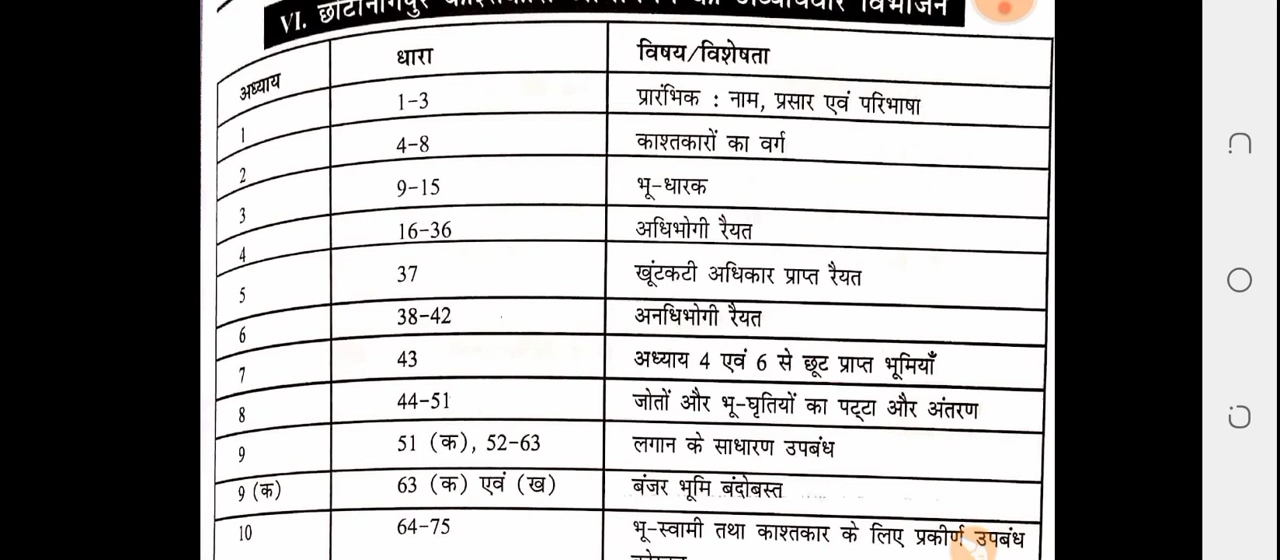 VI. छोटानागपुर का अध्यायवार विभाजन
अध्याय धारा विषय/विशेषता
1 1-3 प्रारंभिक : नाम, प्रसार एवं परिभाषा
2 4-8 काश्तकारों का वर्ग
3 9-15 भू-धारक
4 16-36 अधिभोगी रैयत
5 37 खूंटकटी अधिकार प्राप्त रैयत
6 38-42 अनधिभोगी रैयत
7 43 अध्याय 4 एवं 6 से छूट प्राप्त भूमियाँ
8 44-51 जोतों और भू-घृतियों का पट्टा और अंतरण
9 51 (क), 52-63 लगान के साधारण उपबंध
9 (क) 63 (क) एवं (ख) बंजर भूमि बंदोबस्त
10 64-75 भू-स्वामी तथा काश्तकार के लिए प्रकीर्ण उपबंध